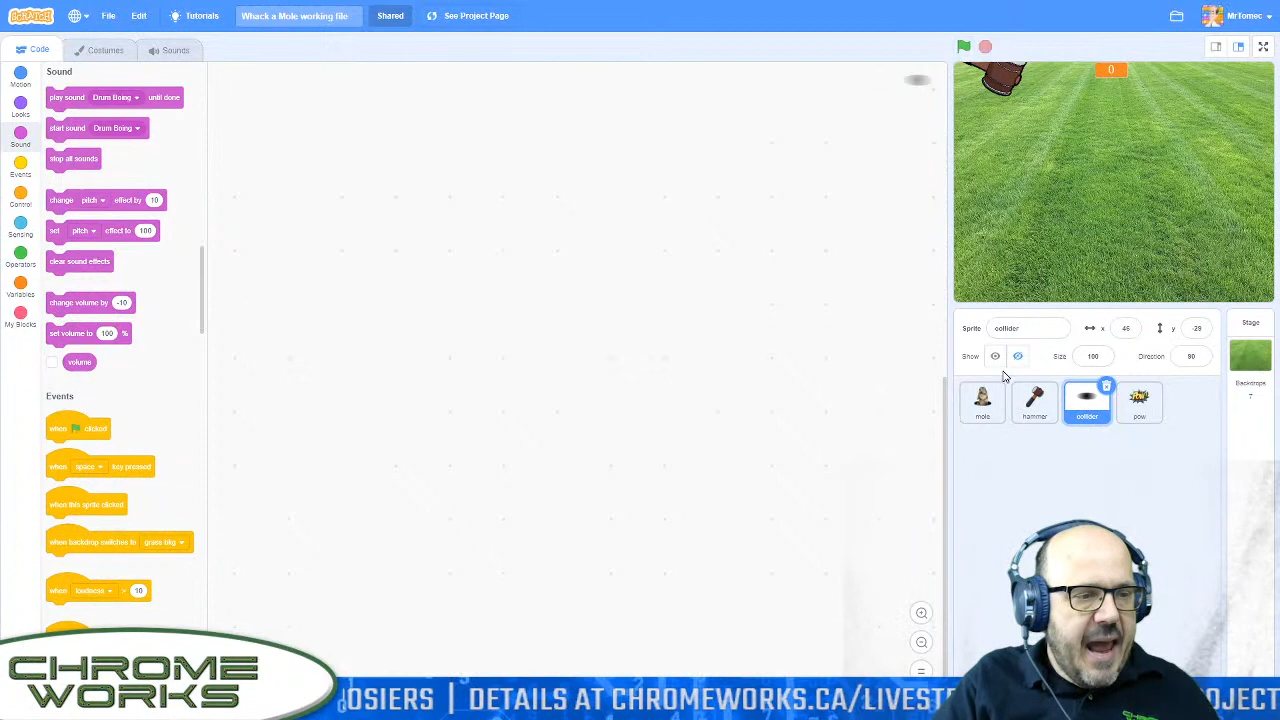 SCRATCH
File
Edit
Tutorials
Whack a Mole working file
Shared
See Project Page
MrTomec
Code
Costumes
Sounds
Motion
Looks
Sound
Events
Control
Sensing
Operators
Variables
My Blocks
Sound
play sound Drum Boing until done
start sound Drum Boing
stop all sounds
change pitch effect by 10
set pitch effect to 100
clear sound effects
change volume by -10
set volume to 100 %
volume
Events
when clicked
when space key pressed
when this sprite clicked
when backdrop switches to
when loudness > 10
0
Sprite collider x 46 y -29
Show Size 100 Direction 90
mole
hammer
collider
POW
pow
Stage
Backdrops
7
CHROME
WORKS
OSIERS | DETAILS AT CHROMEWORKS.CA/LIVEST
OJECT